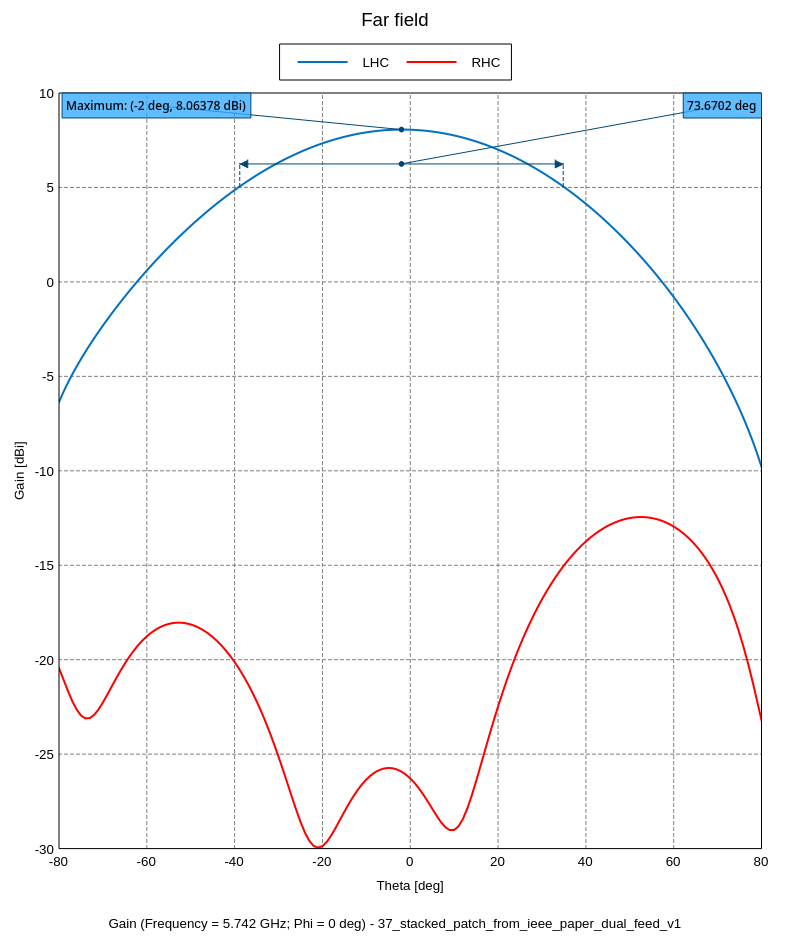 Far field
LHC RHC
Maximum: (-2 deg, 8.06378 dBi)
73.6702 deg
10
5
0
-5
-10
-15
-20
-25
-30
Gain [dBi]
-80 -60 -40 -20 0 20 40 60 80
Theta [deg]
Gain (Frequency = 5.742 GHz; Phi = 0 deg) - 37_stacked_patch_from_ieee_paper_dual_feed_v1